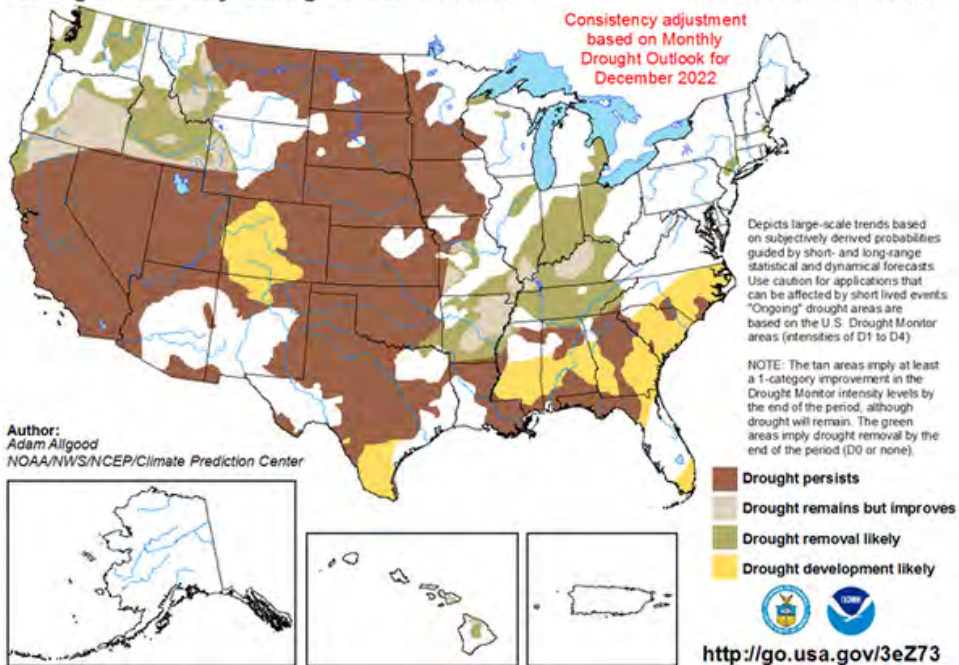 Consistency adjustment
based on Monthly
Drought Outlook for
December 2022
Depicts large-scale trends based
on subjectively derived probabilities
guided by short- and long-range
statistical and dynamical forecasts.
Use caution for applications that
can be affected by short lived events.
"Ongoing" drought areas are
based on the U.S. Drought Monitor
areas (intensities of D1 to D4).
NOTE: The tan areas imply at least
a 1-category improvement in the
Drought Monitor intensity levels by
the end of the period, although
drought will remain. The green
areas imply drought removal by the
end of the period (D0 or none).
Author:
Adam Allgood
NOAA/NWS/NCEP/Climate Prediction Center
Drought persists
Drought remains but improves
Drought removal likely
Drought development likely
http://go.usa.gov/3eZ73